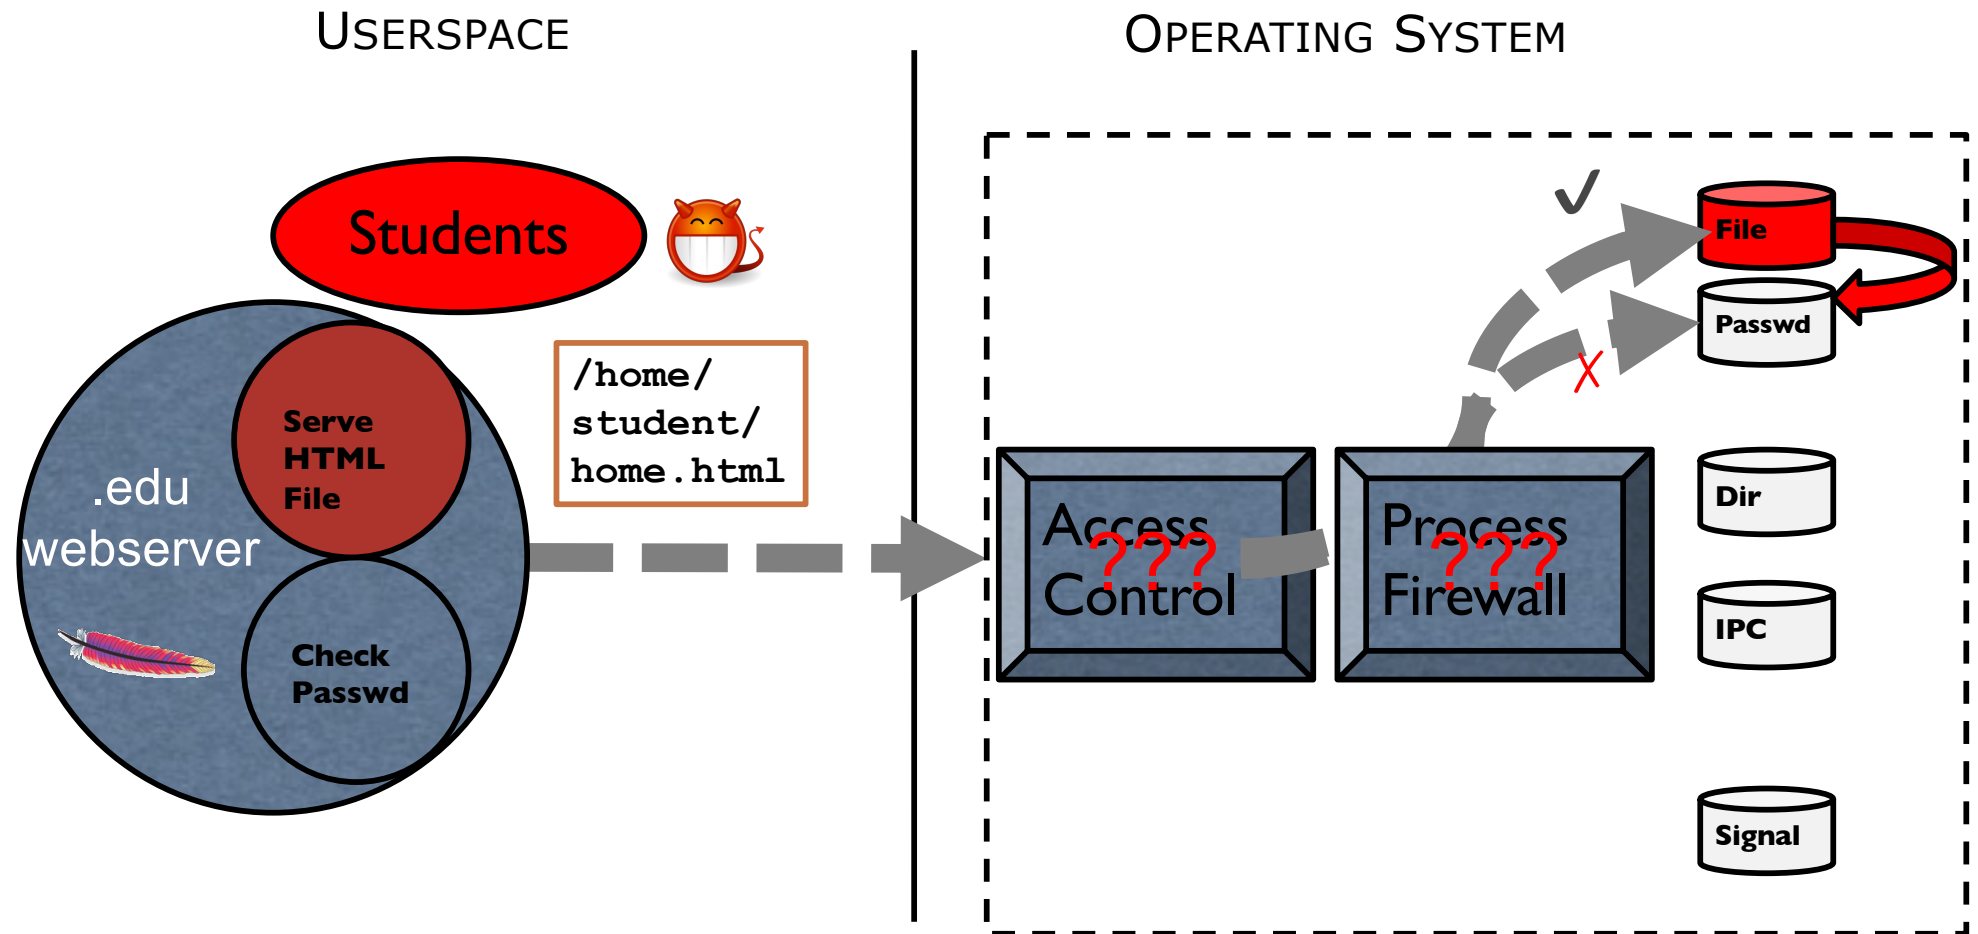 USERSPACE
OPERATING SYSTEM
Students
/home/
student/
home.html
Serve
HTML
File
.edu
webserver
Check
Passwd
Access
???
Control
Process
???
Firewall
✓
X
File
Passwd
Dir
IPC
Signal